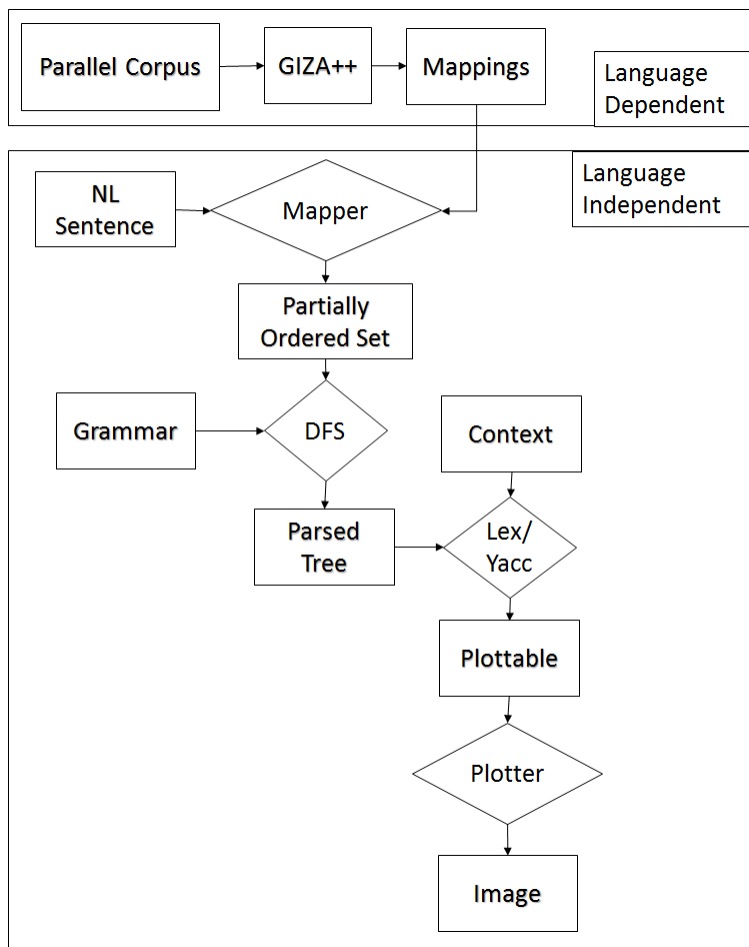 Parallel Corpus
GIZA++
Mappings
Language
Dependent
Language
Independent
NL
Sentence
Mapper
Partially
Ordered Set
Grammar
DFS
Context
Parsed
Tree
Lex/
Yacc
Plottable
Plotter
Image